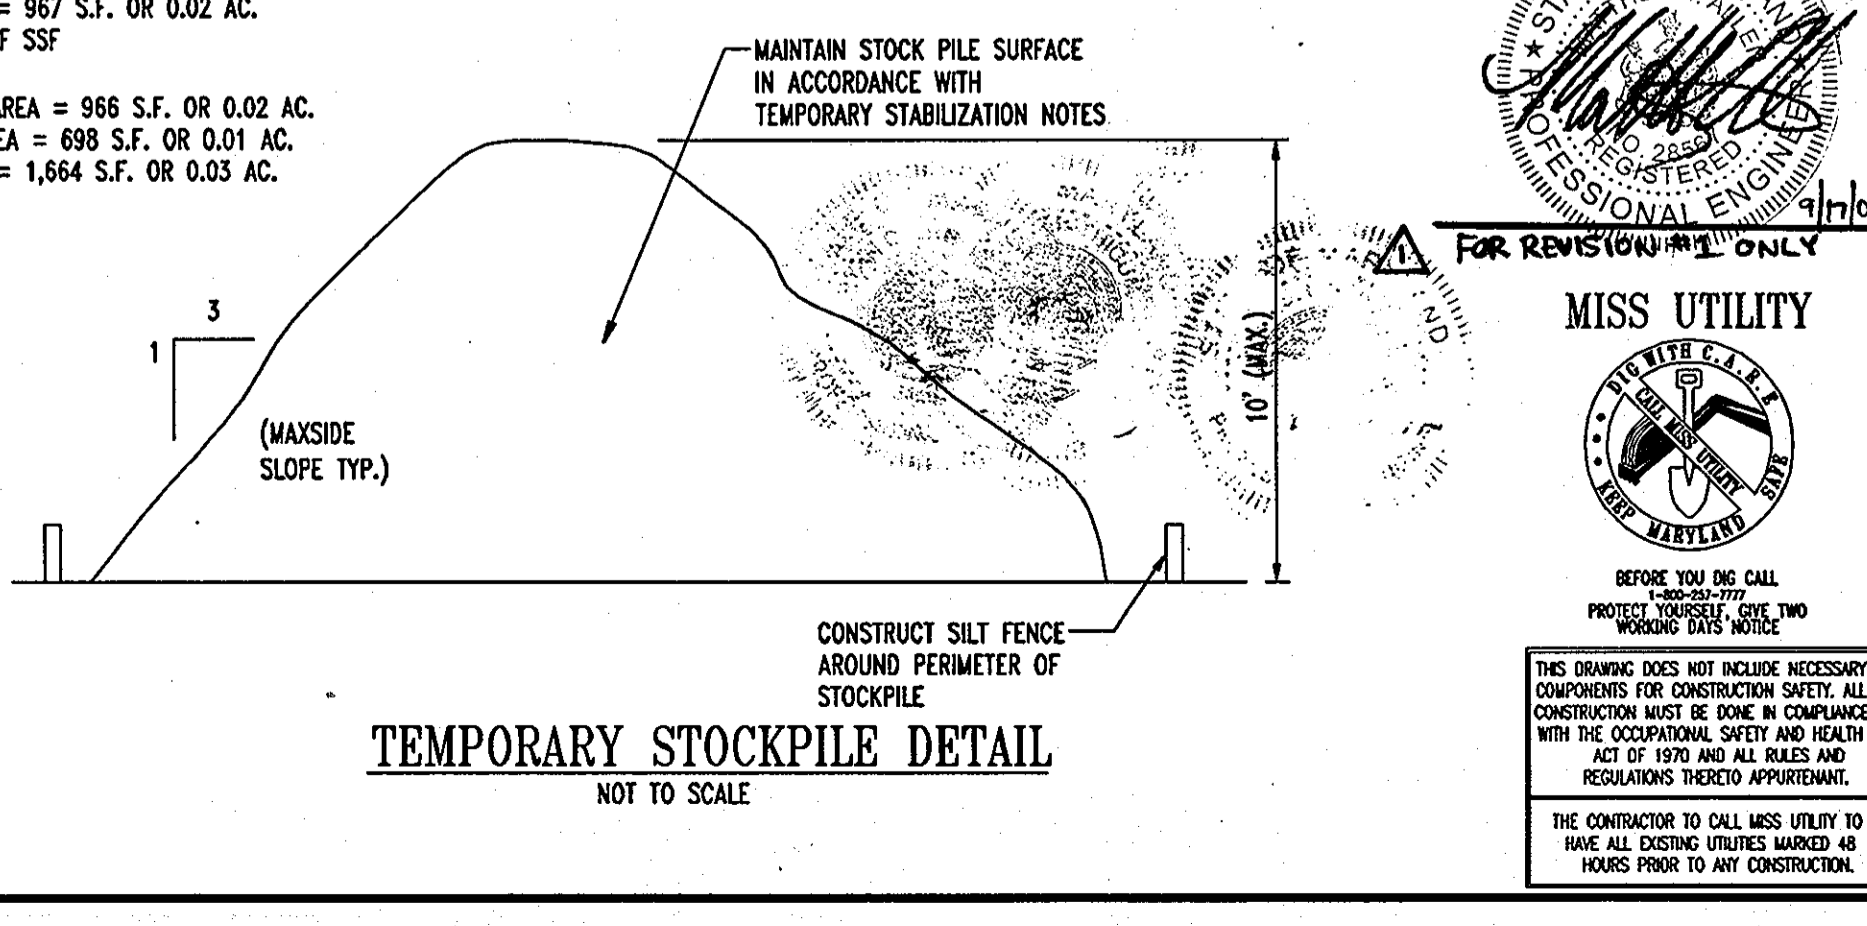 = 967 S.F. OR 0.02 AC.
F SSF
AREA = 966 S.F. OR 0.02 AC.
EA = 698 S.F. OR 0.01 AC.
= 1,664 S.F. OR 0.03 AC.
MAINTAIN STOCK PILE SURFACE
IN ACCORDANCE WITH
TEMPORARY STABILIZATION NOTES
3
1
(MAXSIDE
SLOPE TYP.)
10' (MAX.)
CONSTRUCT SILT FENCE
AROUND PERIMETER OF
STOCKPILE
TEMPORARY STOCKPILE DETAIL
NOT TO SCALE
REGISTERED
PROFESSIONAL ENGINEER
1
FOR REVISION #1 ONLY
MISS UTILITY
DIG WITH C.A.R.E
CALL MISS UTILITY
KEEP MARYLAND SAFE
BEFORE YOU DIG CALL
1-800-257-7777
PROTECT YOURSELF, GIVE TWO
WORKING DAYS NOTICE
THIS DRAWING DOES NOT INCLUDE NECESSARY
COMPONENTS FOR CONSTRUCTION SAFETY. ALL
CONSTRUCTION MUST BE DONE IN COMPLIANCE
WITH THE OCCUPATIONAL SAFETY AND HEALTH
ACT OF 1970 AND ALL RULES AND
REGULATIONS THERETO APPURTENANT.
THE CONTRACTOR TO CALL MISS UTILITY TO
HAVE ALL EXISTING UTILITIES MARKED 48
HOURS PRIOR TO ANY CONSTRUCTION.